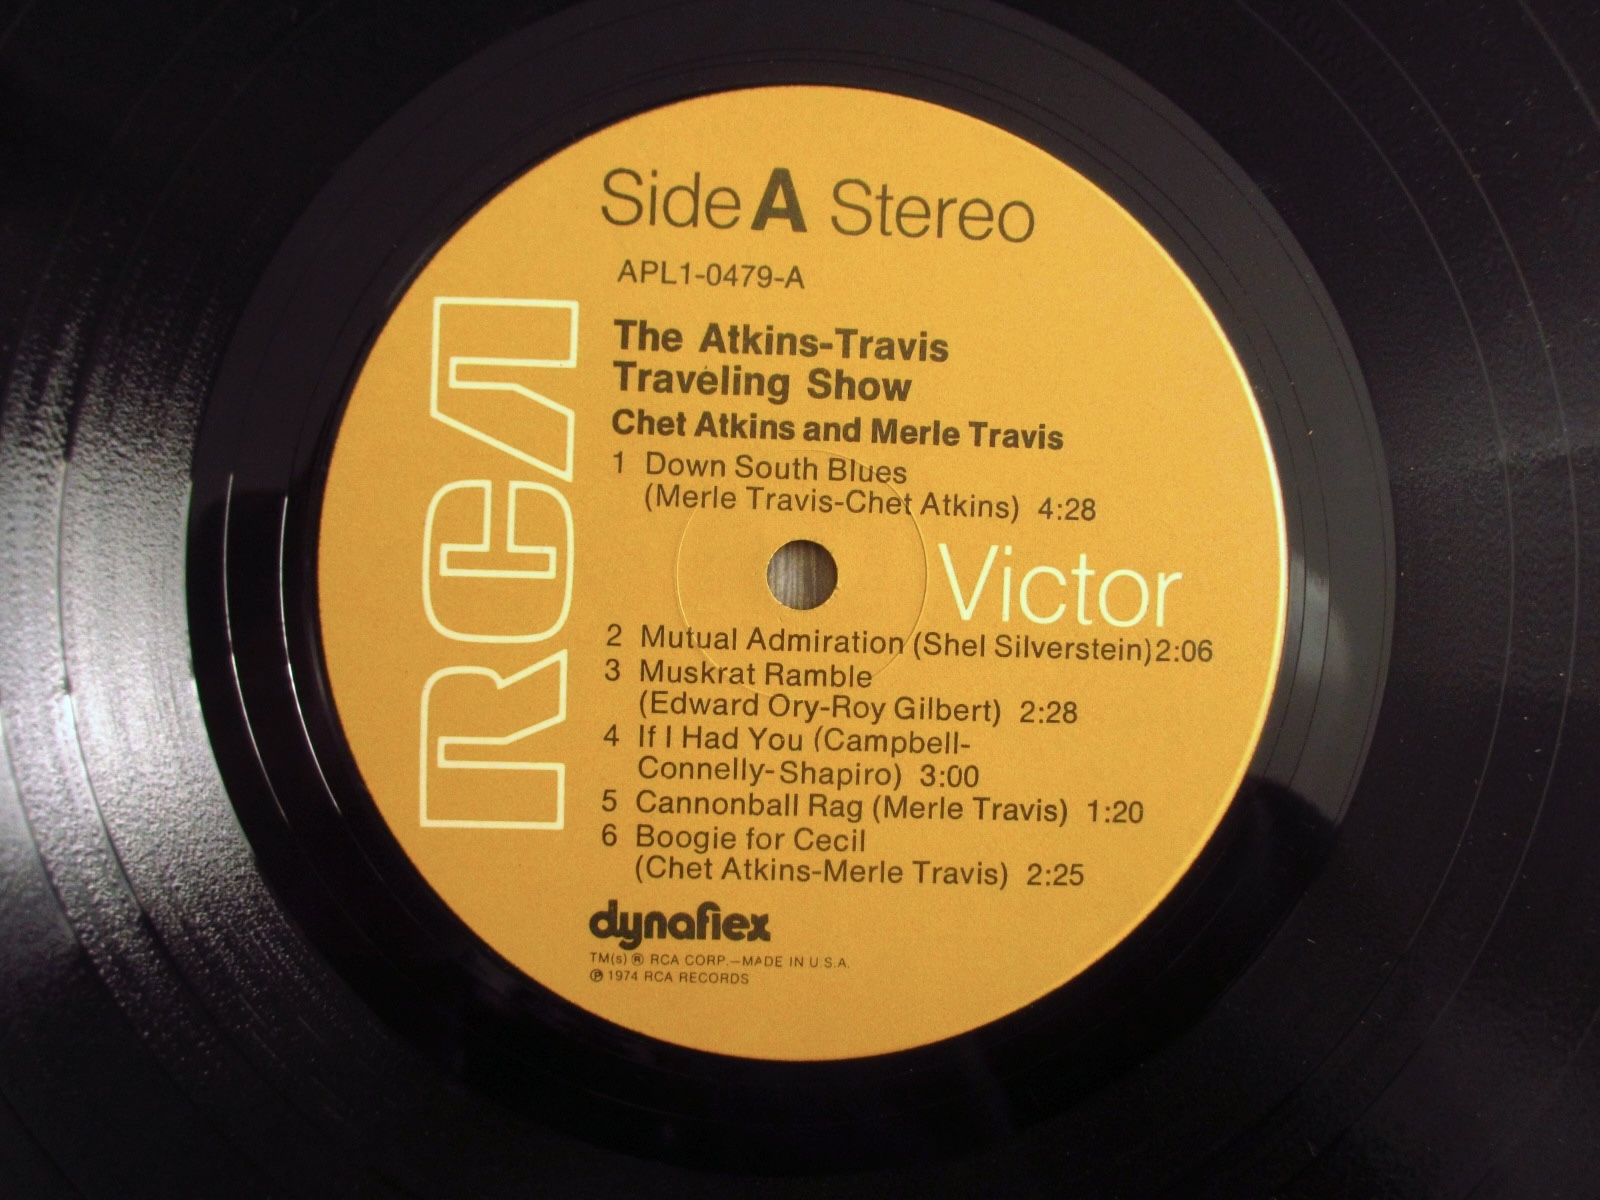 Side A Stereo
APL1-0479-A
RCA
The Atkins-Travis
Traveling Show
Chet Atkins and Merle Travis
1 Down South Blues
(Merle Travis-Chet Atkins) 4:28
Victor
2 Mutual Admiration (Shel Silverstein) 2:06
3 Muskrat Ramble
(Edward Ory-Roy Gilbert) 2:28
4 If I Had You (Campbell-
Connelly-Shapiro) 3:00
5 Cannonball Rag (Merle Travis) 1:20
6 Boogie for Cecil
(Chet Atkins-Merle Travis) 2:25
dynaflex
TM(s) ® RCA CORP.—MADE IN U.S.A.
℗ 1974 RCA RECORDS